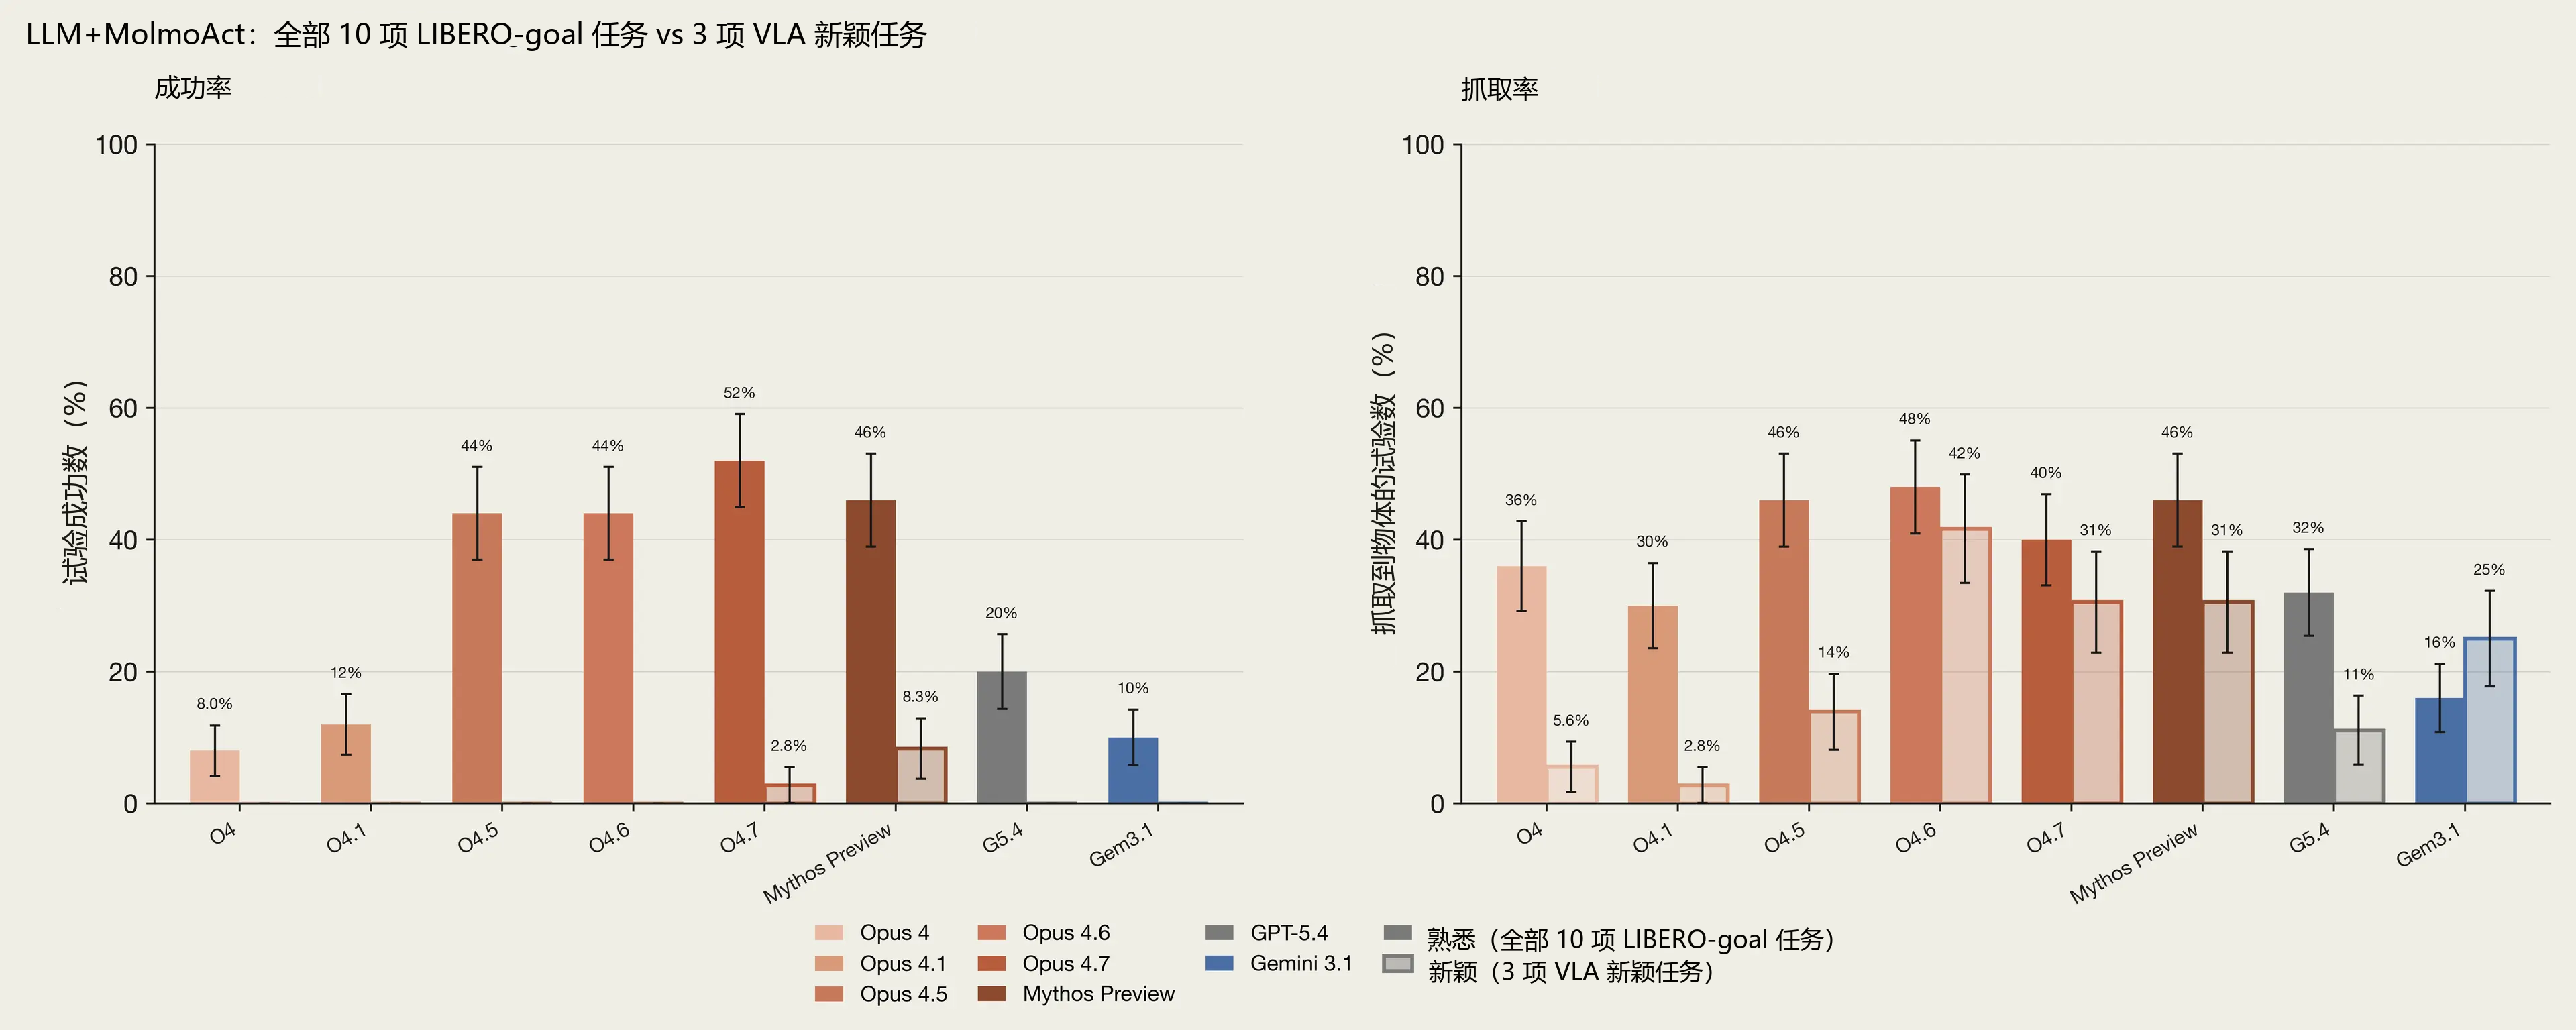 LLM+MolmoAct：全部 10 项 LIBERO-goal 任务 vs 3 项 VLA 新颖任务
成功率
试验成功数（%）
100
80
60
40
20
0
8.0%
12%
44%
44%
52%
2.8%
46%
8.3%
20%
10%
O4
O4.1
O4.5
O4.6
O4.7
Mythos Preview
G5.4
Gem3.1
抓取率
抓取到物体的试验数（%）
100
80
60
40
20
0
36%
5.6%
30%
2.8%
46%
14%
48%
42%
40%
31%
46%
31%
32%
11%
16%
25%
O4
O4.1
O4.5
O4.6
O4.7
Mythos Preview
G5.4
Gem3.1
Opus 4
Opus 4.1
Opus 4.5
Opus 4.6
Opus 4.7
Mythos Preview
GPT-5.4
Gemini 3.1
熟悉（全部 10 项 LIBERO-goal 任务）
新颖（3 项 VLA 新颖任务）